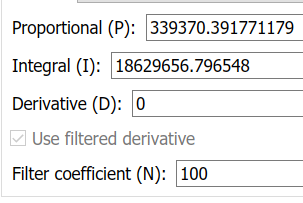 Proportional (P): 339370.391771179
Integral (I): 18629656.796548
Derivative (D): 0
Use filtered derivative
Filter coefficient (N): 100